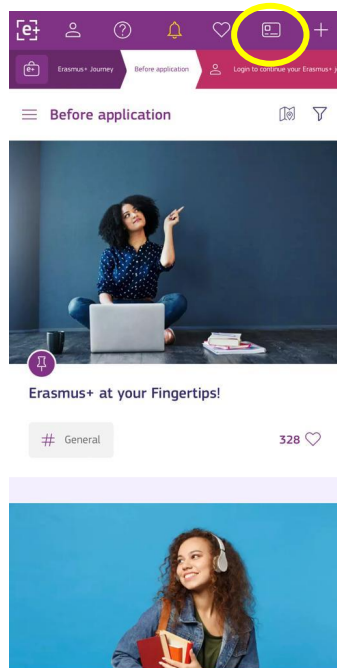 e+
e+ Erasmus+ Journey Before application Login to continue your Erasmus+ j
Before application
Erasmus+ at your Fingertips!
# General 328